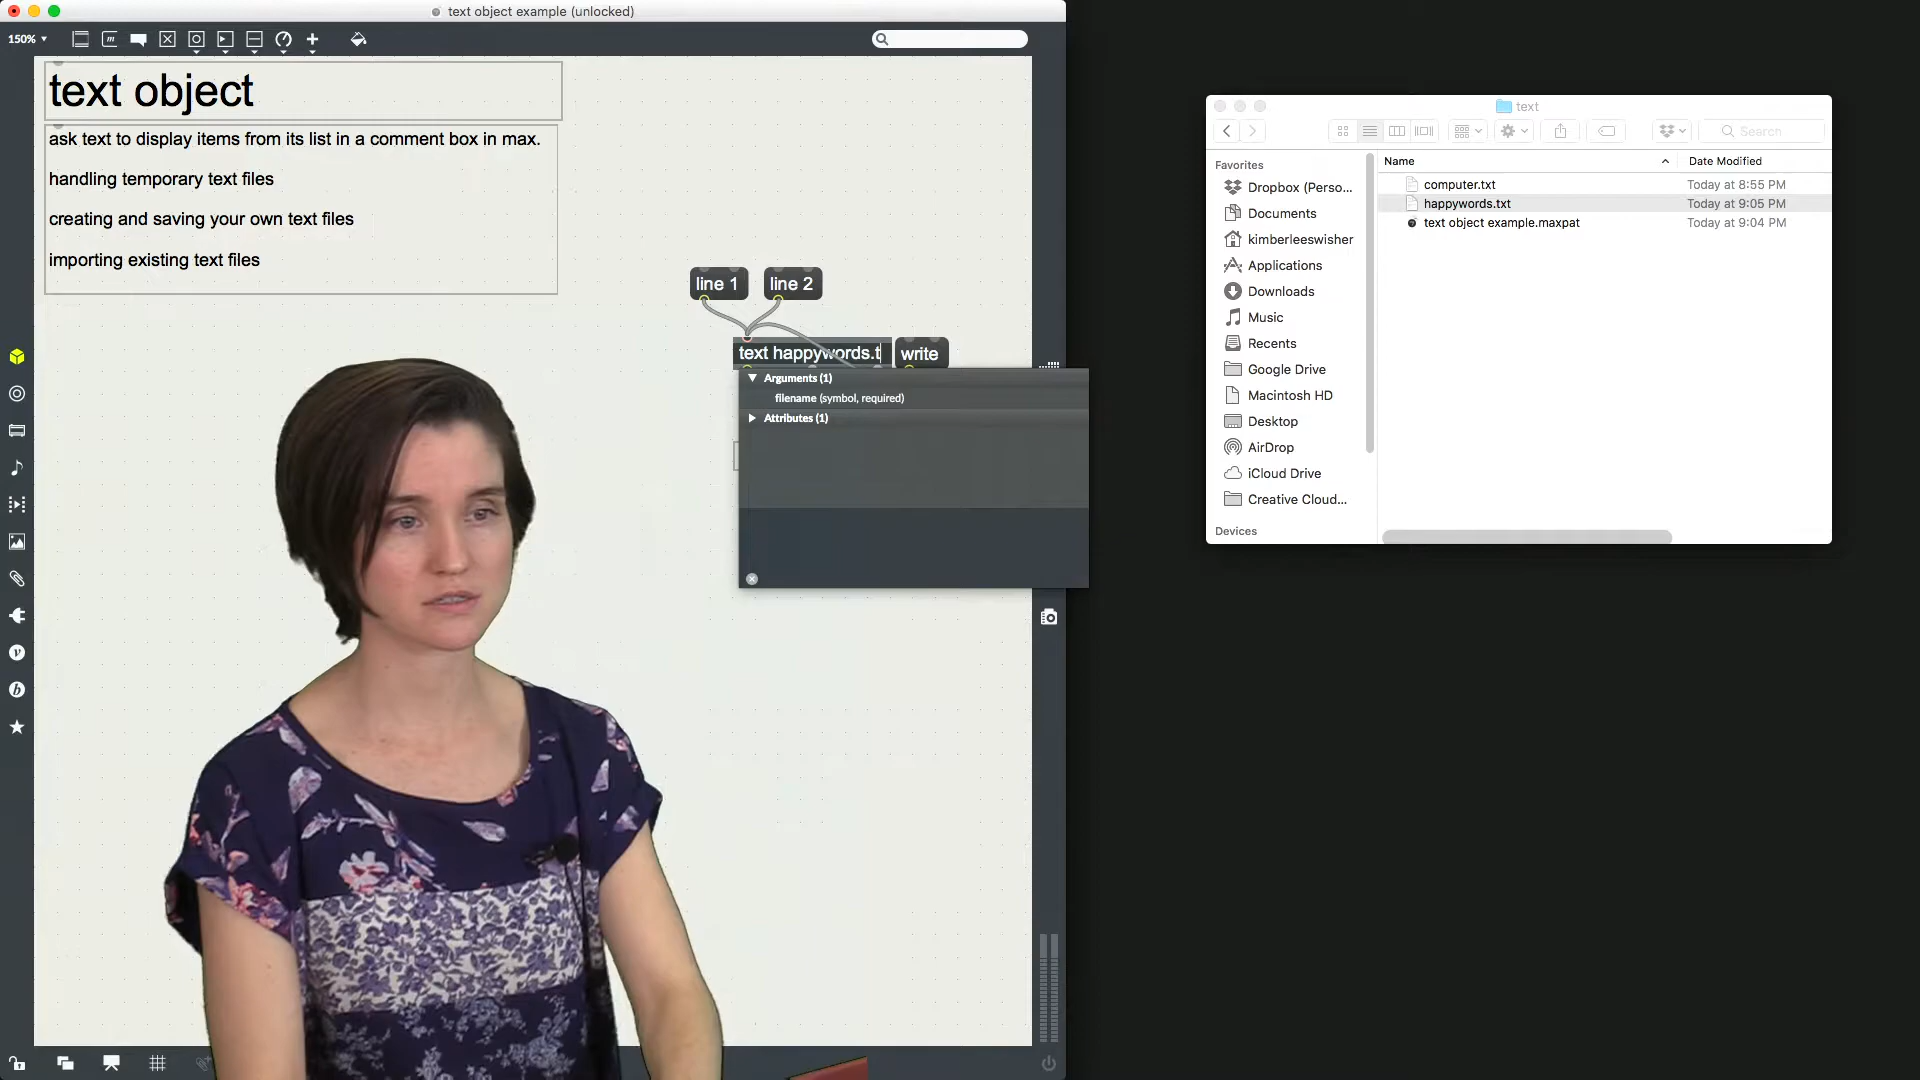 text object example (unlocked)
150%
text object
ask text to display items from its list in a comment box in max.
handling temporary text files
creating and saving your own text files
importing existing text files
line 1
line 2
text happywords.t
write
Arguments (1)
filename (symbol, required)
Attributes (1)
text
Search
Favorites
Dropbox (Perso...
Documents
kimberleeswisher
Applications
Downloads
Music
Recents
Google Drive
Macintosh HD
Desktop
AirDrop
iCloud Drive
Creative Cloud...
Devices
Name
Date Modified
computer.txt
Today at 8:55 PM
happywords.txt
Today at 9:05 PM
text object example.maxpat
Today at 9:04 PM